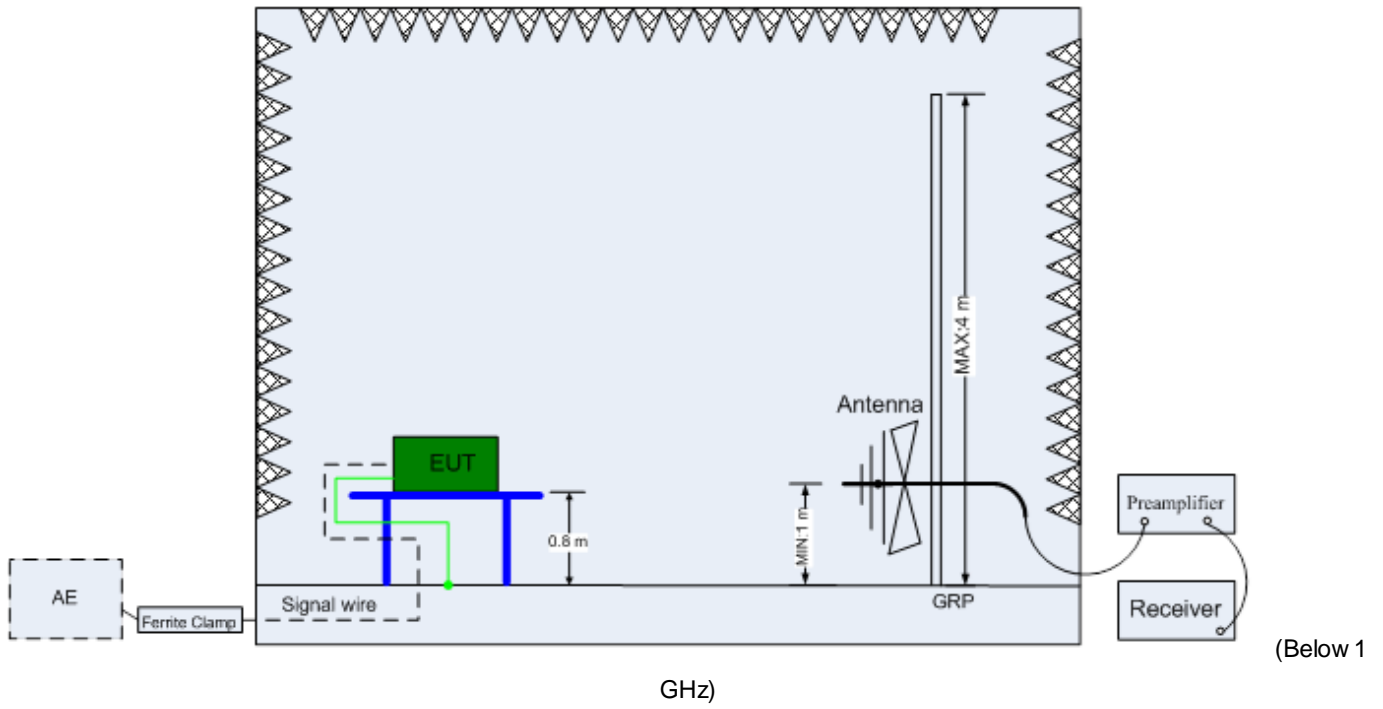 MAX:4 m
Antenna
EUT
Preamplifier
MIN:1 m
0.8 m
AE
Signal wire
GRP
Receiver
Ferrite Clamp
(Below 1
GHz)